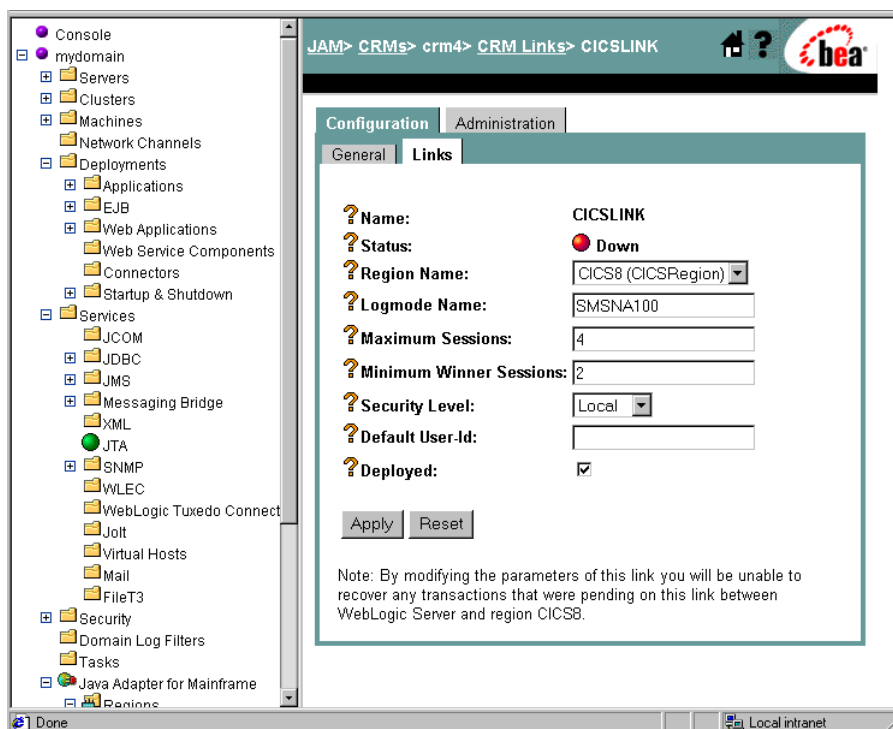 Console
mydomain
Servers
Clusters
Machines
Network Channels
Deployments
Applications
EJB
Web Applications
Web Service Components
Connectors
Startup & Shutdown
Services
JCOM
JDBC
JMS
Messaging Bridge
XML
JTA
SNMP
WLEC
WebLogic Tuxedo Connect
Jolt
Virtual Hosts
Mail
FileT3
Security
Domain Log Filters
Tasks
Java Adapter for Mainframe
Regions
JAM> CRMs> crm4> CRM Links> CICSLINK
?
bea
Configuration Administration
General Links
? Name: CICSLINK
? Status: Down
? Region Name: CICS8 (CICSRegion)
? Logmode Name: SMSNA100
? Maximum Sessions: 4
? Minimum Winner Sessions: 2
? Security Level: Local
? Default User-Id:
? Deployed:
Apply Reset
Note: By modifying the parameters of this link you will be unable to
recover any transactions that were pending on this link between
WebLogic Server and region CICS8.
Done Local intranet